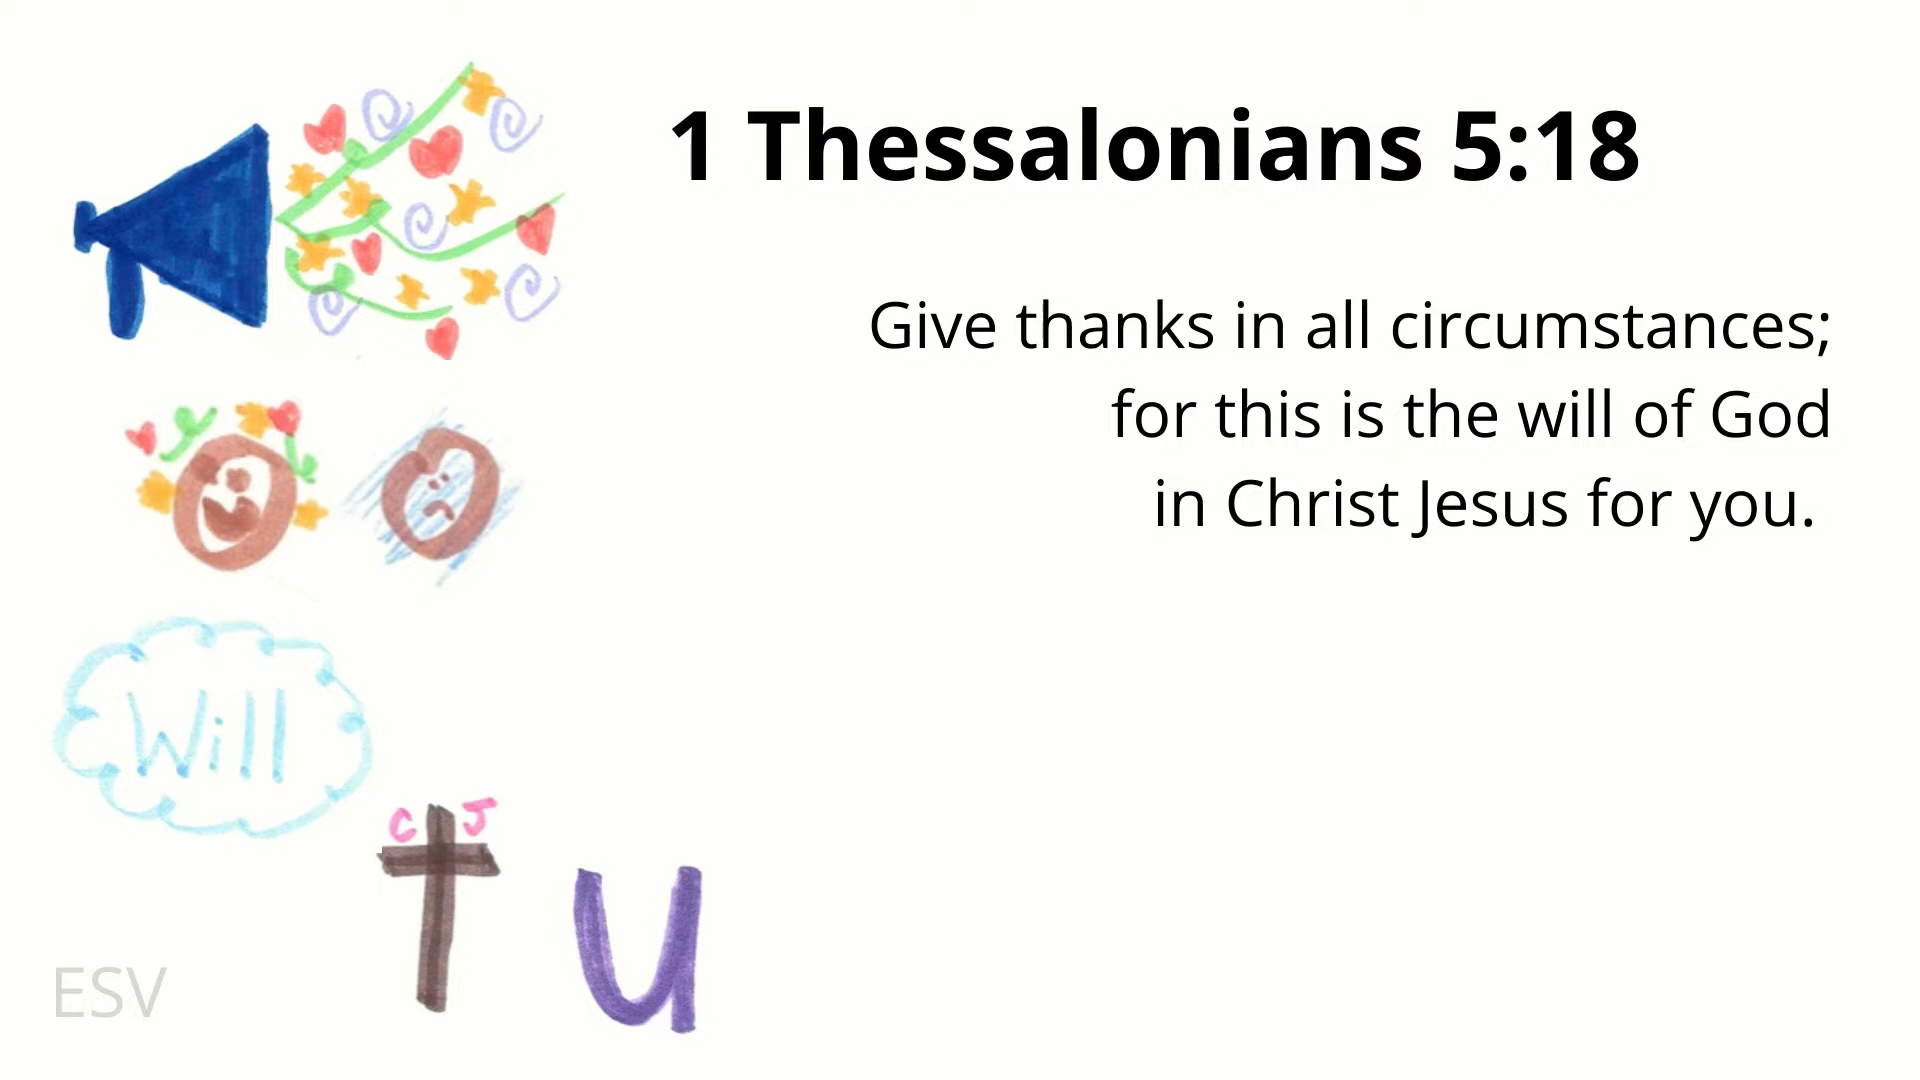 1 Thessalonians 5:18
Give thanks in all circumstances;
for this is the will of God
in Christ Jesus for you.
Will
C J
u
ESV